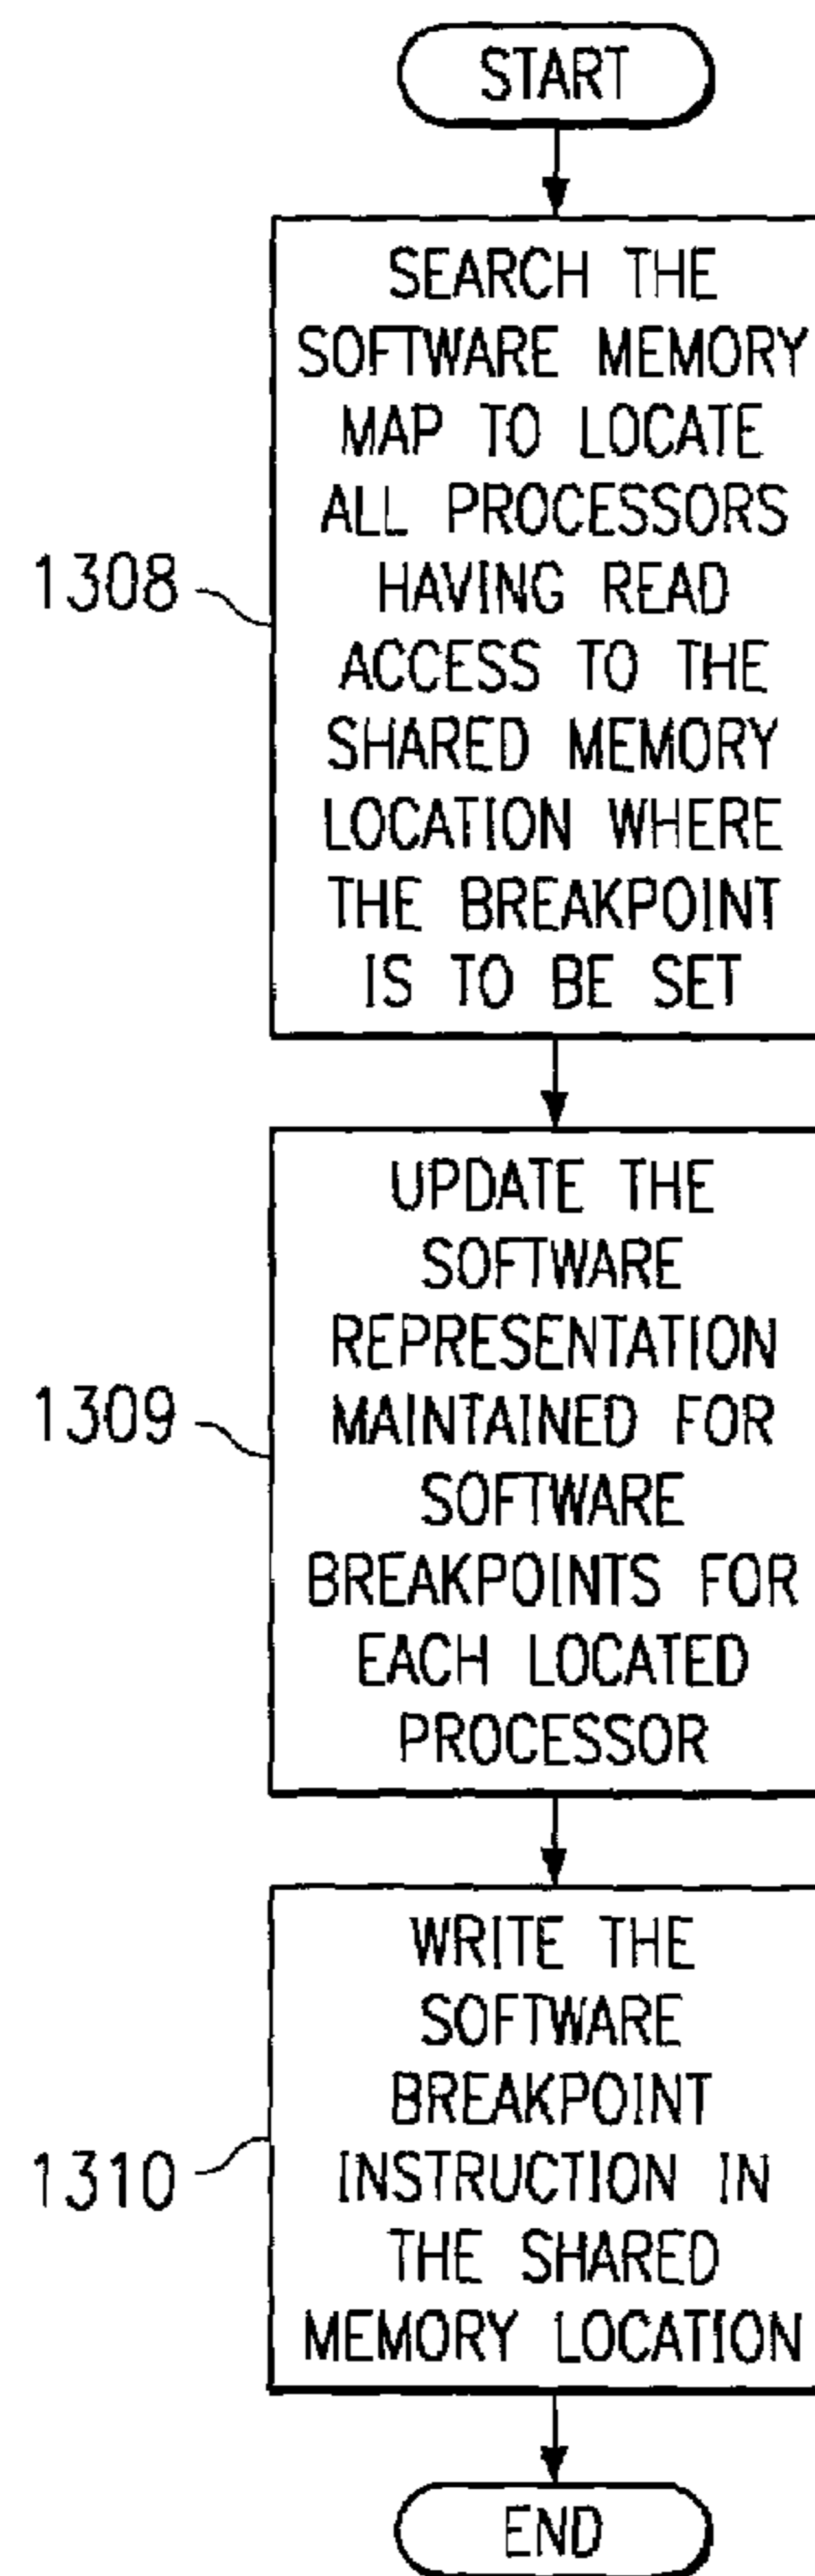 START
SEARCH THE
SOFTWARE MEMORY
MAP TO LOCATE
ALL PROCESSORS
HAVING READ
ACCESS TO THE
SHARED MEMORY
LOCATION WHERE
THE BREAKPOINT
IS TO BE SET
1308
UPDATE THE
SOFTWARE
REPRESENTATION
MAINTAINED FOR
SOFTWARE
BREAKPOINTS FOR
EACH LOCATED
PROCESSOR
1309
WRITE THE
SOFTWARE
BREAKPOINT
INSTRUCTION IN
THE SHARED
MEMORY LOCATION
1310
END